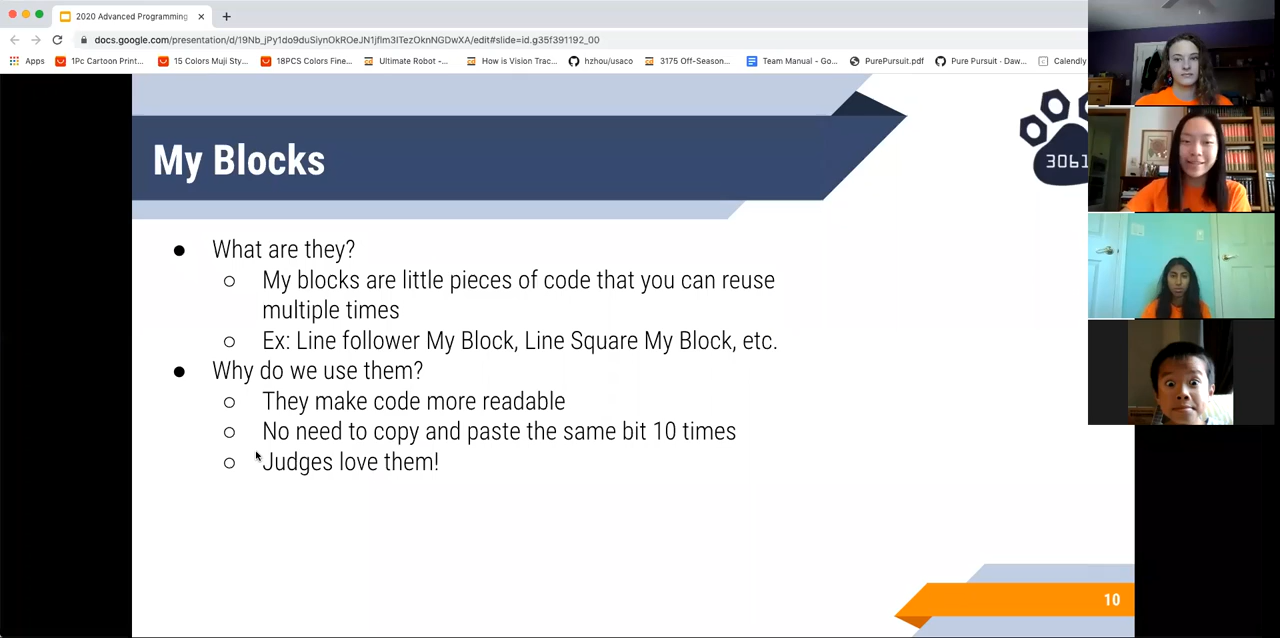 2020 Advanced Programming
docs.google.com/presentation/d/19Nb_jPy1do9duSiynOkROeJN1jflm3ITezOknNGDwXA/edit#slide=id.g35f391192_00
Apps 1Pc Cartoon Print... 15 Colors Muji Sty... 18PCS Colors Fine... Ultimate Robot -... How is Vision Trac... hzhou/usaco 3175 Off-Season... Team Manual - Go... PurePursuit.pdf Pure Pursuit · Daw... Calendly
My Blocks
3061
● What are they?
○ My blocks are little pieces of code that you can reuse
multiple times
○ Ex: Line follower My Block, Line Square My Block, etc.
● Why do we use them?
○ They make code more readable
○ No need to copy and paste the same bit 10 times
○ Judges love them!
10